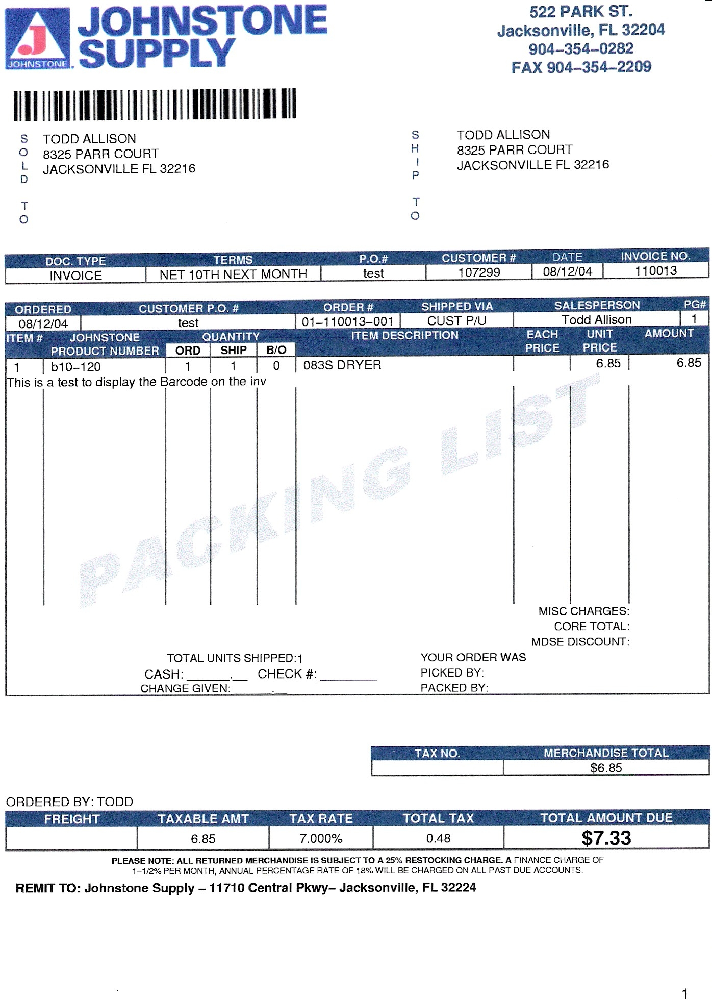 JOHNSTONE
SUPPLY
J
JOHNSTONE
522 PARK ST.
Jacksonville, FL 32204
904-354-0282
FAX 904-354-2209
SOLD TO
TODD ALLISON
8325 PARR COURT
JACKSONVILLE FL 32216
SHIP TO
TODD ALLISON
8325 PARR COURT
JACKSONVILLE FL 32216
DOC. TYPE TERMS P.O.# CUSTOMER # DATE INVOICE NO.
INVOICE NET 10TH NEXT MONTH test 107299 08/12/04 110013
ORDERED CUSTOMER P.O. # ORDER # SHIPPED VIA SALESPERSON PG#
08/12/04 test 01-110013-001 CUST P/U Todd Allison 1
ITEM # JOHNSTONE QUANTITY ITEM DESCRIPTION EACH UNIT AMOUNT
PRODUCT NUMBER ORD SHIP B/O PRICE PRICE
1 b10-120 1 1 0 083S DRYER 6.85 6.85
This is a test to display the Barcode on the inv
PACKING LIST
MISC CHARGES:
CORE TOTAL:
MDSE DISCOUNT:
TOTAL UNITS SHIPPED:1 YOUR ORDER WAS
CASH: ______.__ CHECK #: ________ PICKED BY:
CHANGE GIVEN: ______.__ PACKED BY:
TAX NO. MERCHANDISE TOTAL
$6.85
ORDERED BY: TODD
FREIGHT TAXABLE AMT TAX RATE TOTAL TAX TOTAL AMOUNT DUE
6.85 7.000% 0.48 $7.33
PLEASE NOTE: ALL RETURNED MERCHANDISE IS SUBJECT TO A 25% RESTOCKING CHARGE. A FINANCE CHARGE OF
1-1/2% PER MONTH, ANNUAL PERCENTAGE RATE OF 18% WILL BE CHARGED ON ALL PAST DUE ACCOUNTS.
REMIT TO: Johnstone Supply - 11710 Central Pkwy- Jacksonville, FL 32224
1